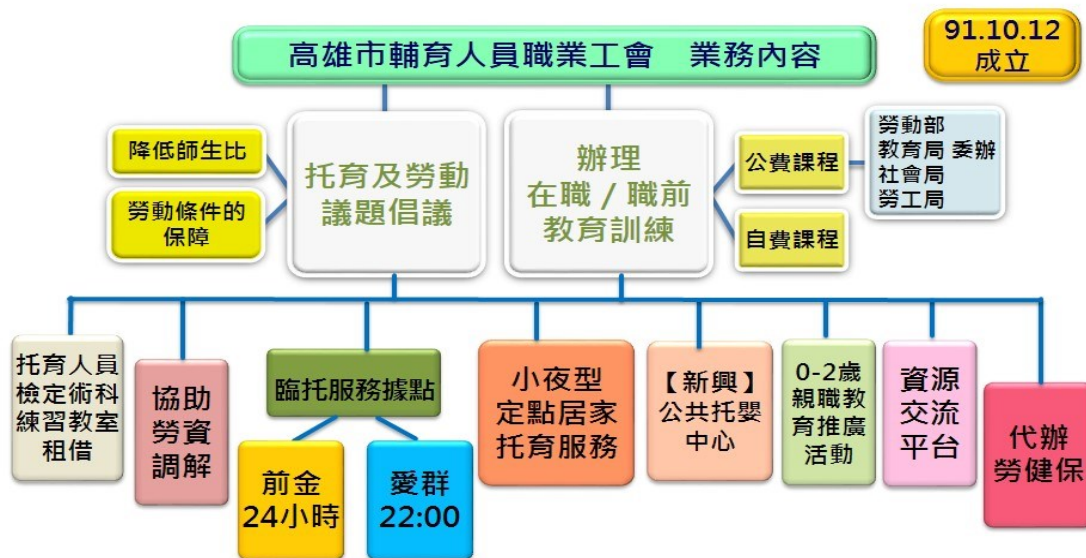 高雄市輔育人員職業工會　業務內容
91.10.12
成立
降低師生比
勞動條件的
保障
托育及勞動
議題倡議
辦理
在職／職前
教育訓練
公費課程
自費課程
勞動部
教育局 委辦
社會局
勞工局
托育人員
檢定術科
練習教室
租借
協助
勞資
調解
臨托服務據點
前金
24小時
愛群
22:00
小夜型
定點居家
托育服務
【新興】
公共托嬰
中心
0-2歲
親職教
育推廣
活動
資源
交流
平台
代辦
勞健保